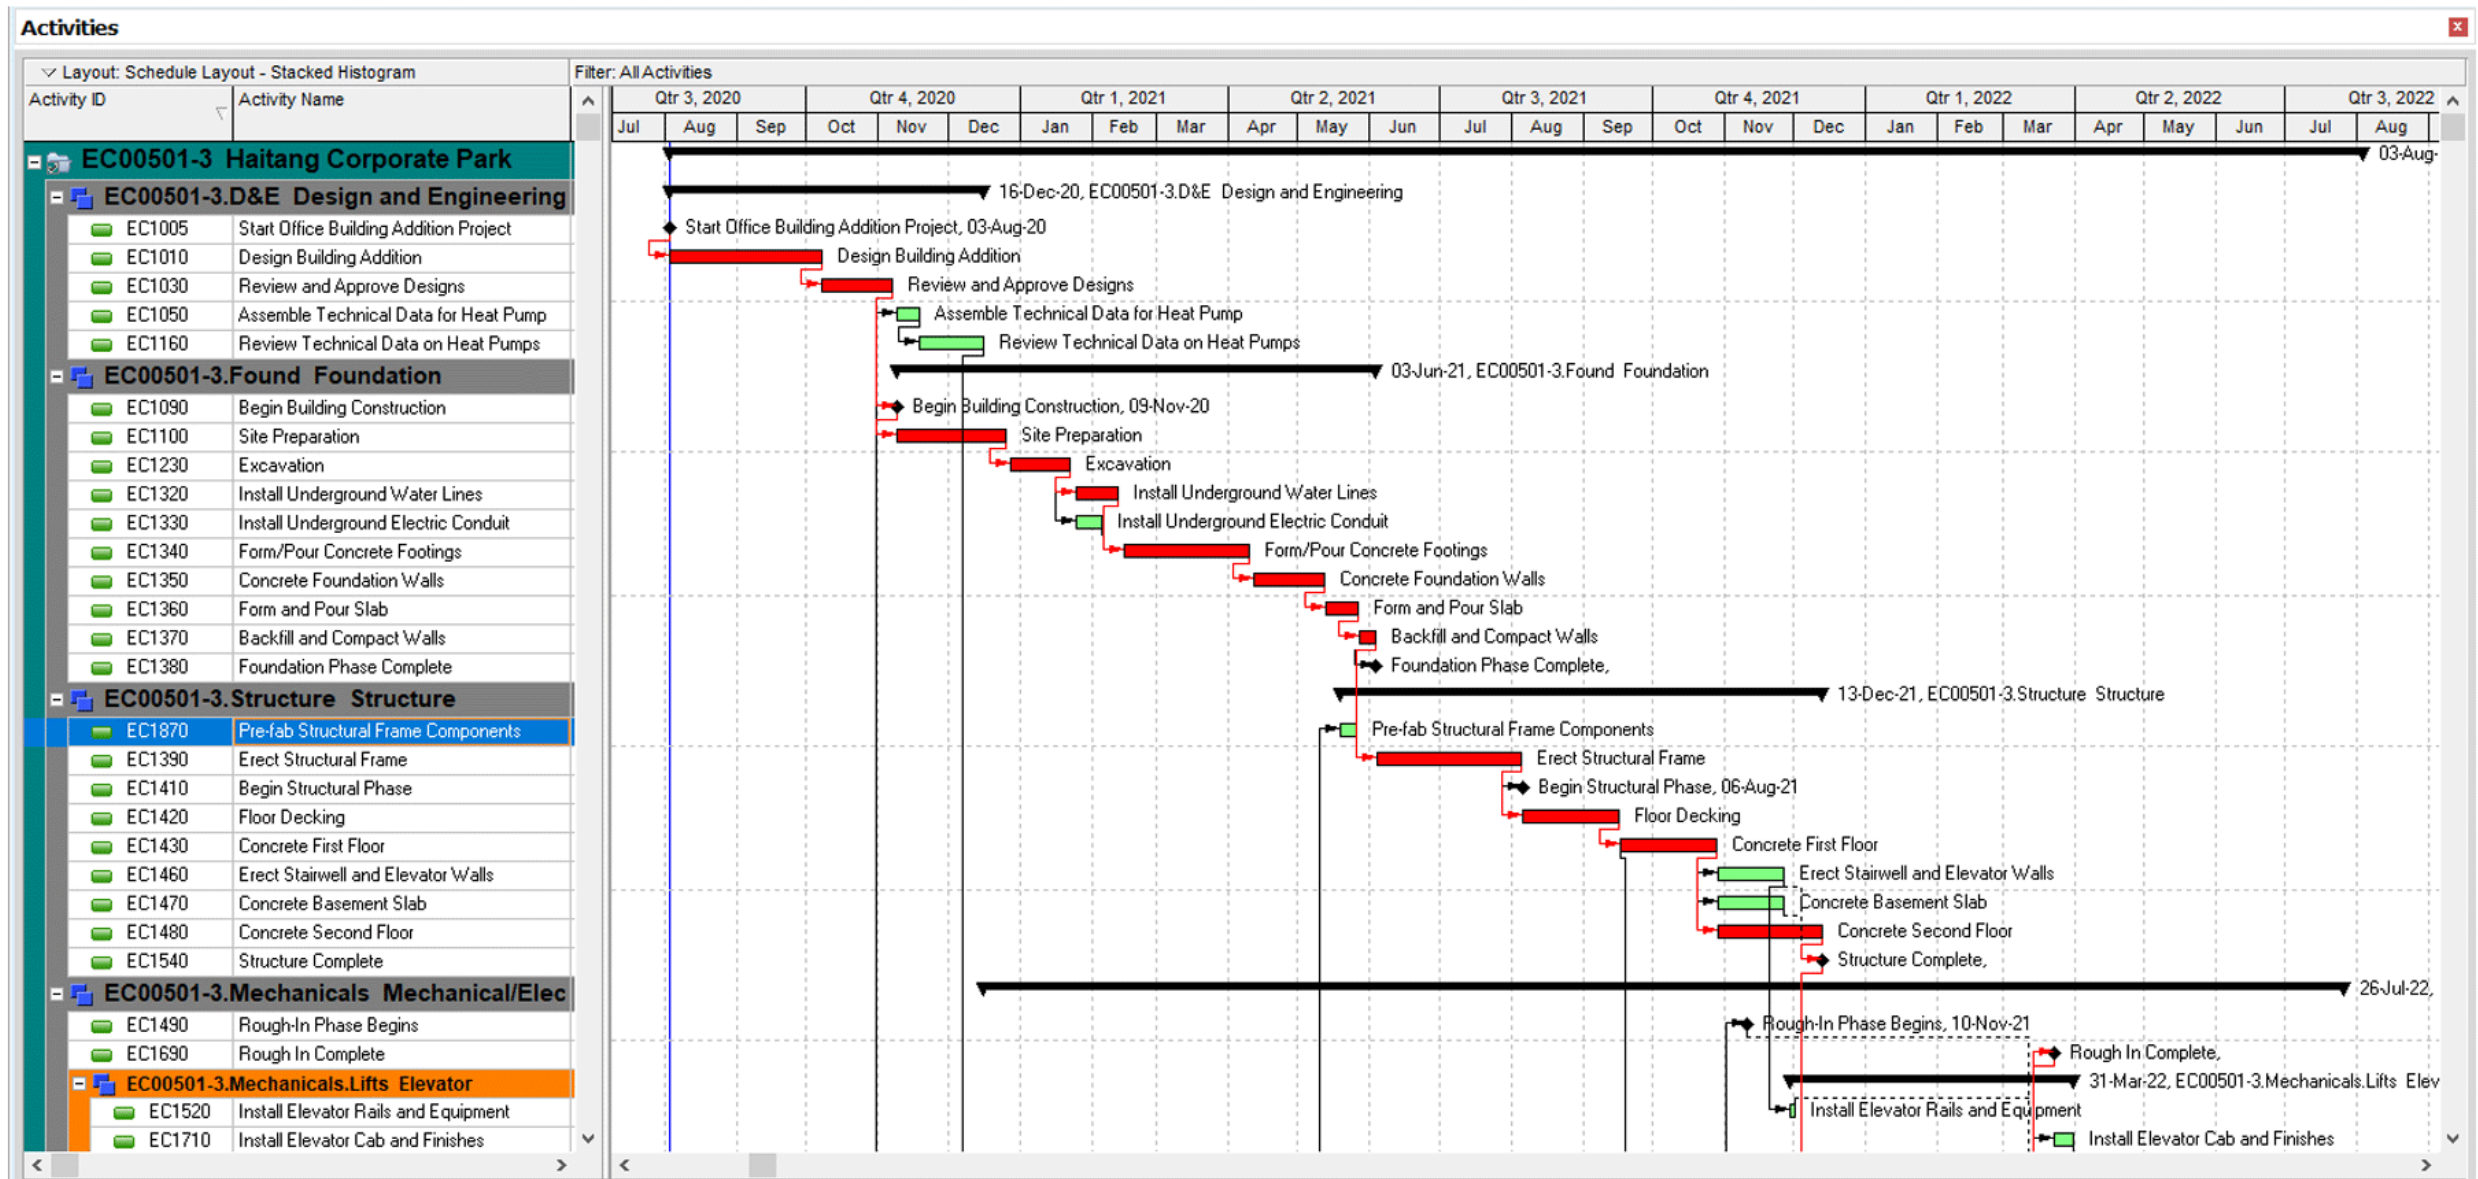 Activities
Layout: Schedule Layout - Stacked Histogram Filter: All Activities
Activity ID Activity Name
Qtr 3, 2020 Qtr 4, 2020 Qtr 1, 2021 Qtr 2, 2021 Qtr 3, 2021 Qtr 4, 2021 Qtr 1, 2022 Qtr 2, 2022 Qtr 3, 2022
Jul Aug Sep Oct Nov Dec Jan Feb Mar Apr May Jun Jul Aug Sep Oct Nov Dec Jan Feb Mar Apr May Jun Jul Aug
EC00501-3 Haitang Corporate Park 03-Aug-
EC00501-3.D&E Design and Engineering 16-Dec-20, EC00501-3.D&E Design and Engineering
EC1005 Start Office Building Addition Project Start Office Building Addition Project, 03-Aug-20
EC1010 Design Building Addition Design Building Addition
EC1030 Review and Approve Designs Review and Approve Designs
EC1050 Assemble Technical Data for Heat Pump Assemble Technical Data for Heat Pump
EC1160 Review Technical Data on Heat Pumps Review Technical Data on Heat Pumps
EC00501-3.Found Foundation 03-Jun-21, EC00501-3.Found Foundation
EC1090 Begin Building Construction Begin Building Construction, 09-Nov-20
EC1100 Site Preparation Site Preparation
EC1230 Excavation Excavation
EC1320 Install Underground Water Lines Install Underground Water Lines
EC1330 Install Underground Electric Conduit Install Underground Electric Conduit
EC1340 Form/Pour Concrete Footings Form/Pour Concrete Footings
EC1350 Concrete Foundation Walls Concrete Foundation Walls
EC1360 Form and Pour Slab Form and Pour Slab
EC1370 Backfill and Compact Walls Backfill and Compact Walls
EC1380 Foundation Phase Complete Foundation Phase Complete,
EC00501-3.Structure Structure 13-Dec-21, EC00501-3.Structure Structure
EC1870 Pre-fab Structural Frame Components Pre-fab Structural Frame Components
EC1390 Erect Structural Frame Erect Structural Frame
EC1410 Begin Structural Phase Begin Structural Phase, 06-Aug-21
EC1420 Floor Decking Floor Decking
EC1430 Concrete First Floor Concrete First Floor
EC1460 Erect Stairwell and Elevator Walls Erect Stairwell and Elevator Walls
EC1470 Concrete Basement Slab Concrete Basement Slab
EC1480 Concrete Second Floor Concrete Second Floor
EC1540 Structure Complete Structure Complete,
EC00501-3.Mechanicals Mechanical/Elec 26-Jul-22,
EC1490 Rough-In Phase Begins Rough-In Phase Begins, 10-Nov-21
EC1690 Rough In Complete Rough In Complete,
EC00501-3.Mechanicals.Lifts Elevator 31-Mar-22, EC00501-3.Mechanicals.Lifts Elev
EC1520 Install Elevator Rails and Equipment Install Elevator Rails and Equipment
EC1710 Install Elevator Cab and Finishes Install Elevator Cab and Finishes